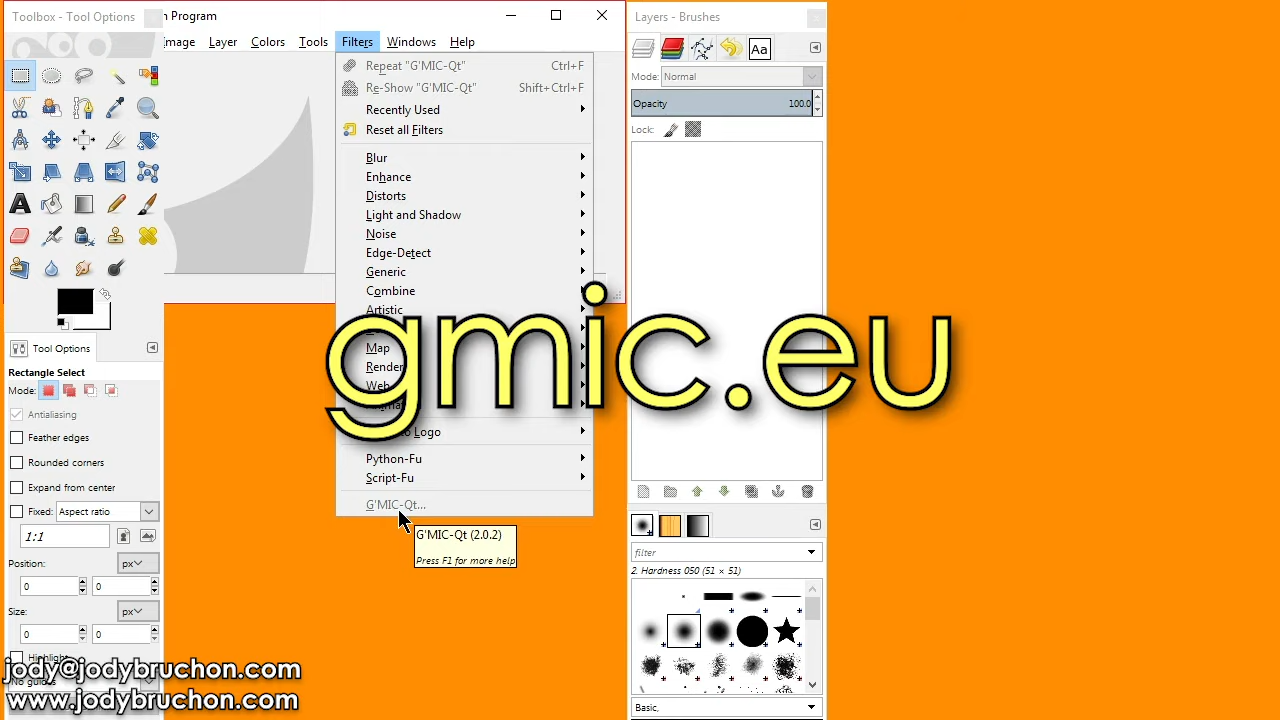 Toolbox - Tool Options
n Program
Image Layer Colors Tools Filters Windows Help
Repeat "G'MIC-Qt" Ctrl+F
Re-Show "G'MIC-Qt" Shift+Ctrl+F
Recently Used
Reset all Filters
Blur
Enhance
Distorts
Light and Shadow
Noise
Edge-Detect
Generic
Combine
Artistic
Map
Render
Web
Logo
Python-Fu
Script-Fu
G'MIC-Qt...
G'MIC-Qt (2.0.2)
Press F1 for more help
gmic.eu
Tool Options
Rectangle Select
Mode:
Antialiasing
Feather edges
Rounded corners
Expand from center
Fixed: Aspect ratio
1:1
Position:
px
0 0
Size:
px
0 0
Highlight
No guides
jody@jodybruchon.com
www.jodybruchon.com
Layers - Brushes
Aa
Mode: Normal
Opacity 100.0
Lock:
filter
2. Hardness 050 (51 × 51)
Basic,